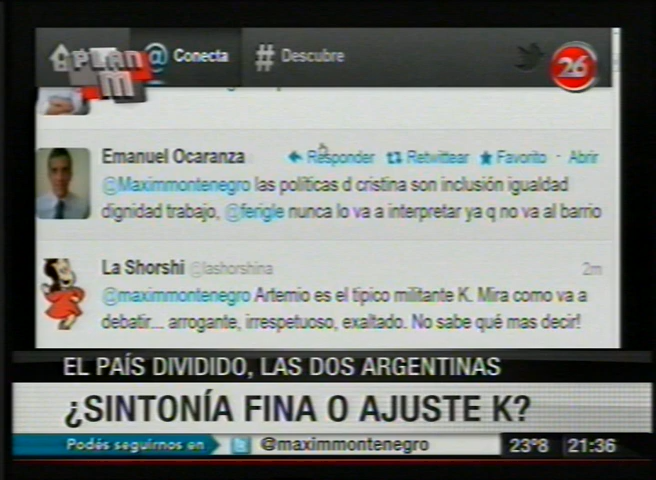 PLAN M
@ Conecta # Descubre
26
Emanuel Ocaranza Responder Retwittear Favorito · Abrir
@Maximmontenegro las políticas d cristina son inclusión igualdad
dignidad trabajo, @ferigle nunca lo va a interpretar ya q no va al barrio
La Shorshi @lashorshina 2m
@maximmontenegro Artemio es el tipico militante K. Mira como va a
debatir... arrogante, irrespetuoso, exaltado. No sabe qué mas decir!
EL PAÍS DIVIDIDO, LAS DOS ARGENTINAS
¿SINTONÍA FINA O AJUSTE K?
Podés seguirnos en @maximmontenegro 23°8 21:36